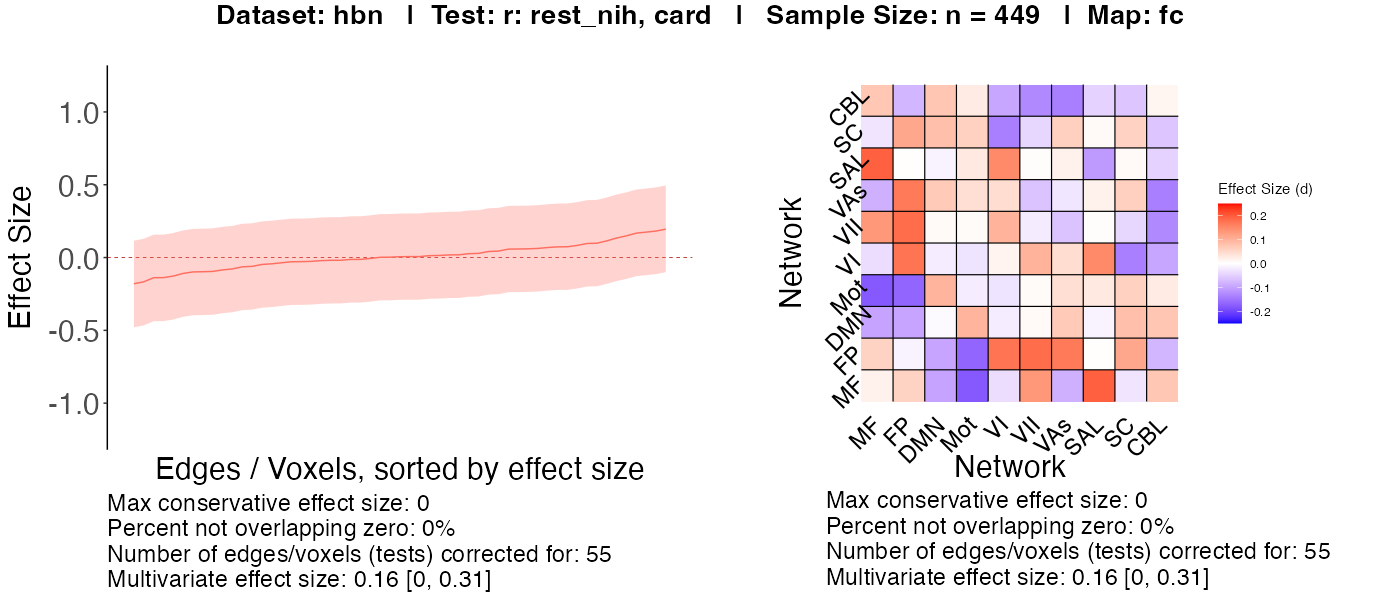 Dataset: hbn | Test: r: rest_nih, card | Sample Size: n = 449 | Map: fc
Effect Size
1.0
0.5
0.0
-0.5
-1.0
Edges / Voxels, sorted by effect size
Max conservative effect size: 0
Percent not overlapping zero: 0%
Number of edges/voxels (tests) corrected for: 55
Multivariate effect size: 0.16 [0, 0.31]
Network
CBL
SC
SAL
VAs
VII
VI
Mot
DMN
FP
MF
MF FP DMN Mot VI VII VAs SAL SC CBL
Network
Effect Size (d)
0.2
0.1
0.0
-0.1
-0.2
Max conservative effect size: 0
Percent not overlapping zero: 0%
Number of edges/voxels (tests) corrected for: 55
Multivariate effect size: 0.16 [0, 0.31]